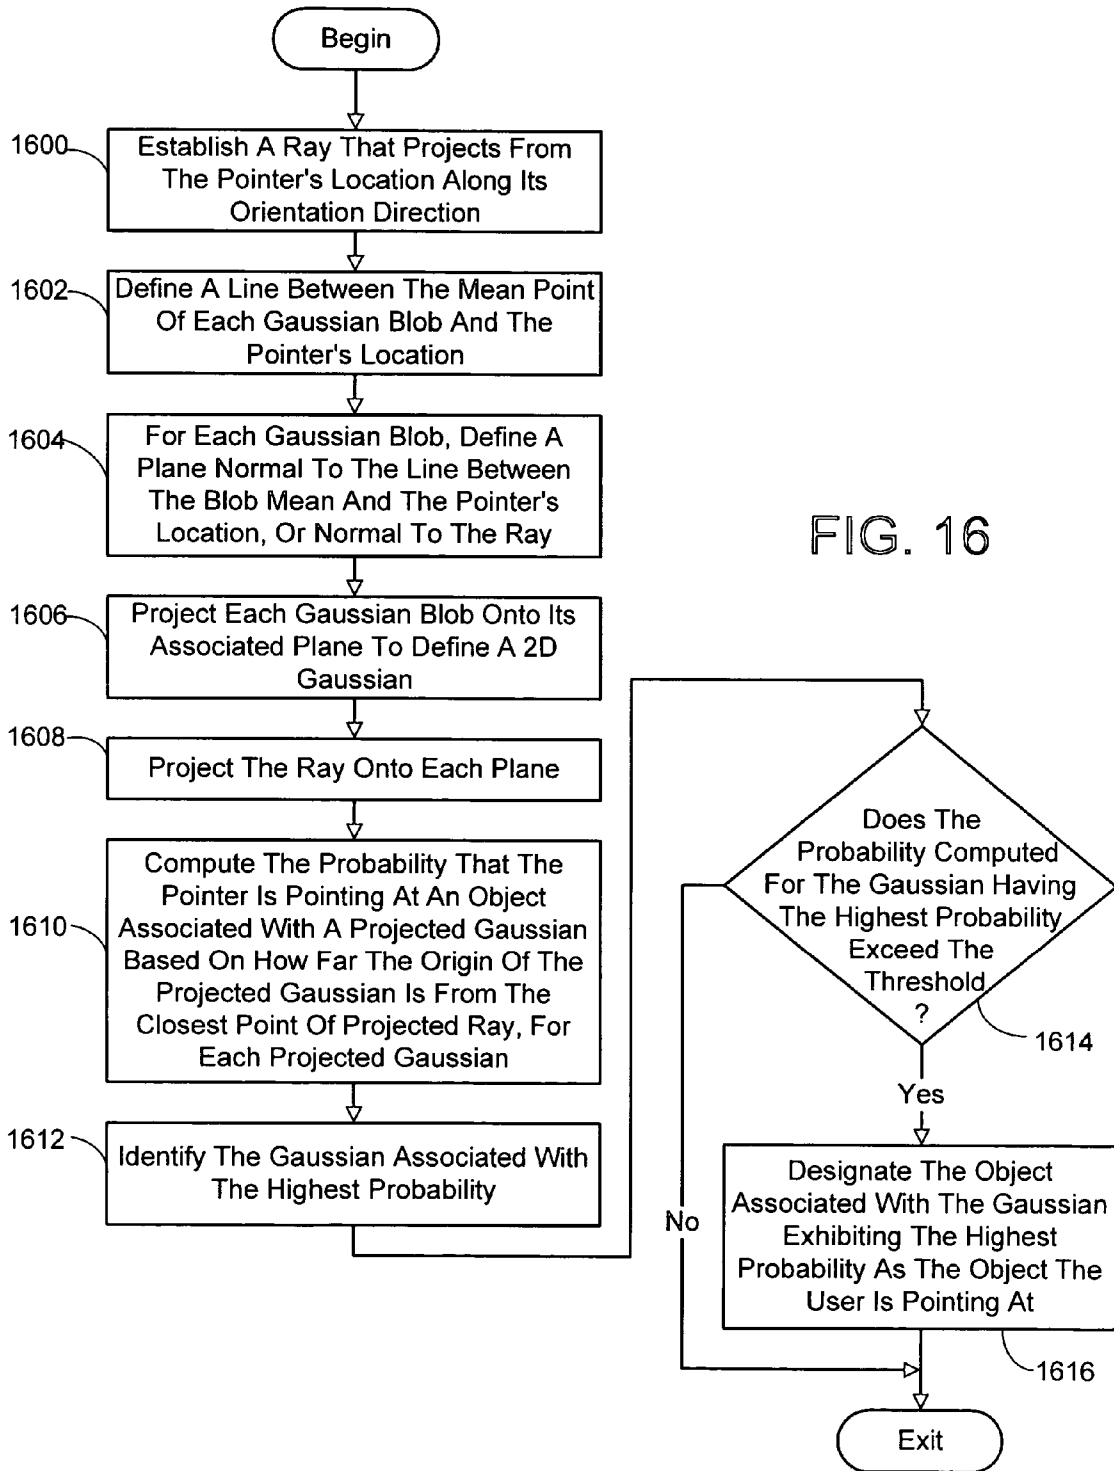 Begin
1600
Establish A Ray That Projects From
The Pointer's Location Along Its
Orientation Direction
1602
Define A Line Between The Mean Point
Of Each Gaussian Blob And The
Pointer's Location
1604
For Each Gaussian Blob, Define A
Plane Normal To The Line Between
The Blob Mean And The Pointer's
Location, Or Normal To The Ray
FIG. 16
1606
Project Each Gaussian Blob Onto Its
Associated Plane To Define A 2D
Gaussian
1608
Project The Ray Onto Each Plane
1610
Compute The Probability That The
Pointer Is Pointing At An Object
Associated With A Projected Gaussian
Based On How Far The Origin Of The
Projected Gaussian Is From The
Closest Point Of Projected Ray, For
Each Projected Gaussian
1612
Identify The Gaussian Associated With
The Highest Probability
Does The
Probability Computed
For The Gaussian Having
The Highest Probability
Exceed The
Threshold
?
1614
Yes
No
Designate The Object
Associated With The Gaussian
Exhibiting The Highest
Probability As The Object The
User Is Pointing At
1616
Exit